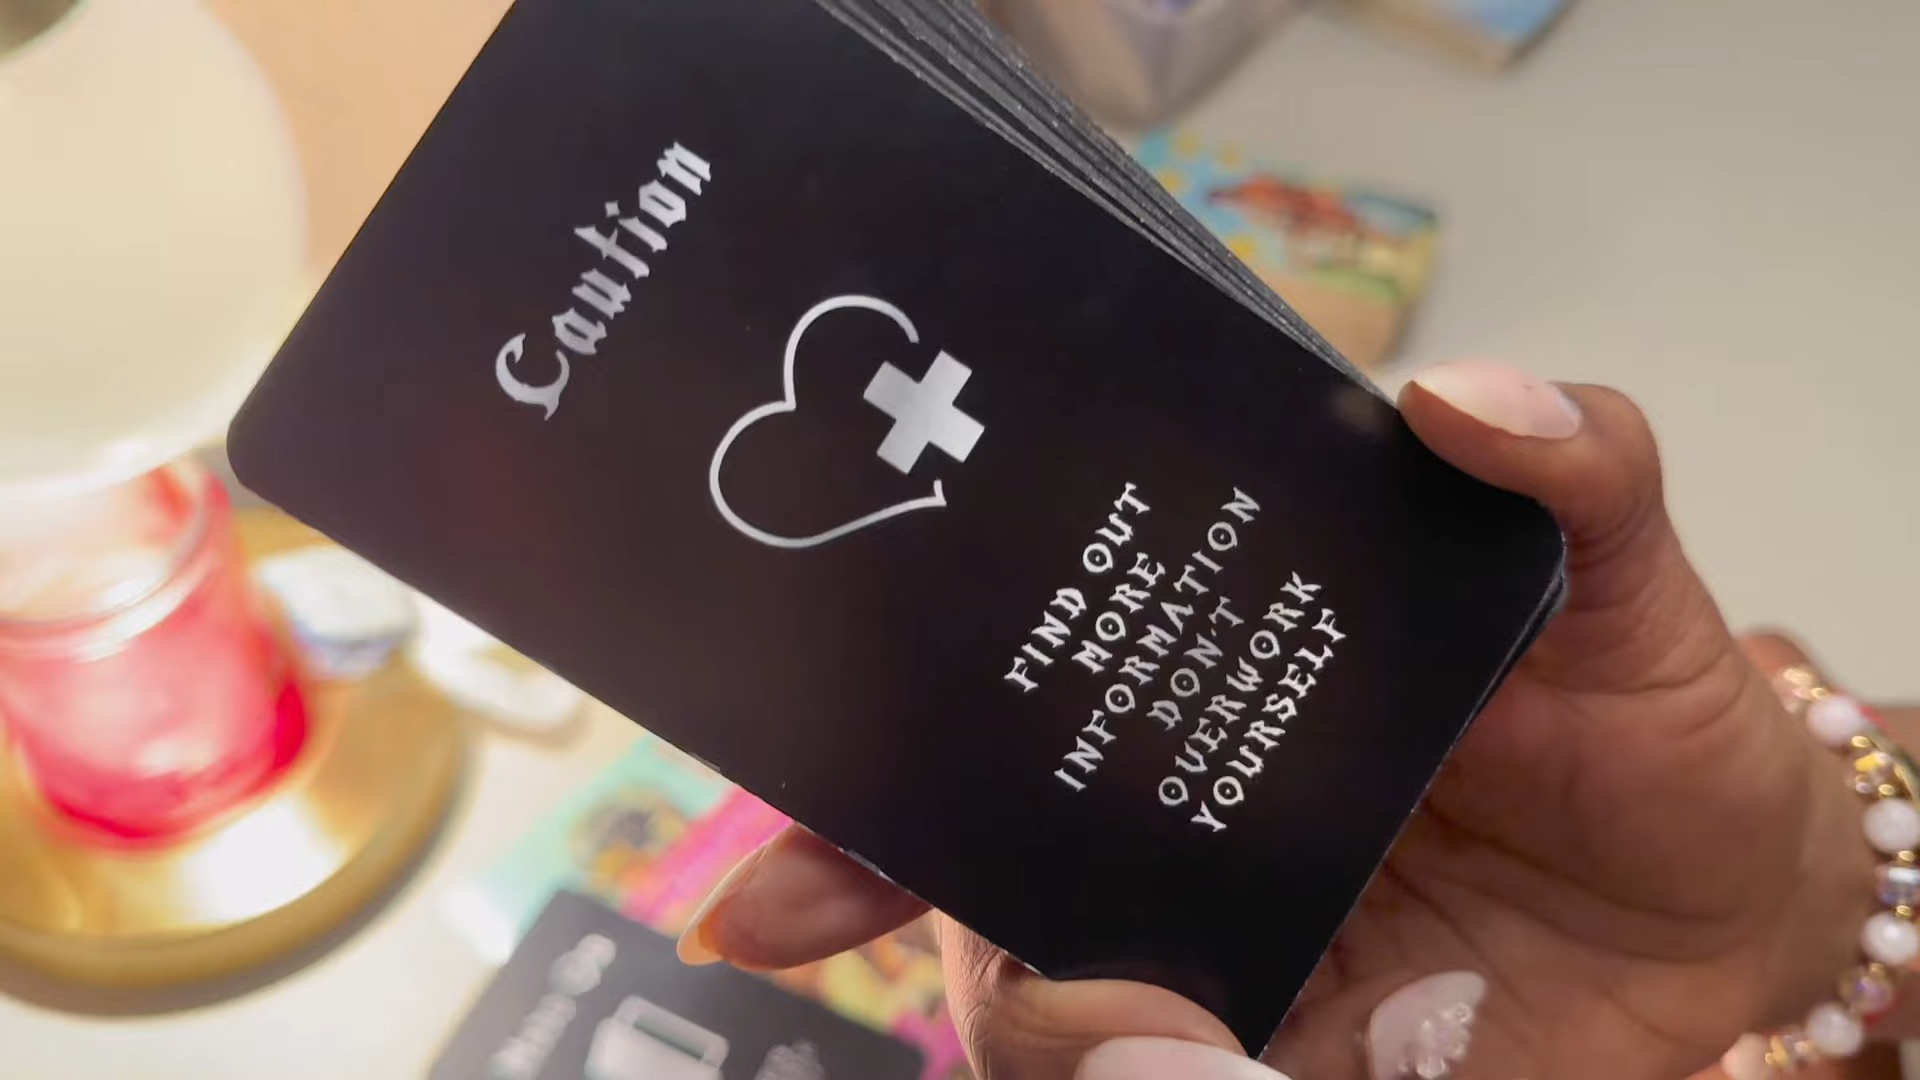 Caution
FIND OUT
MORE
INFORMATION
DON'T
OVERWORK
YOURSELF